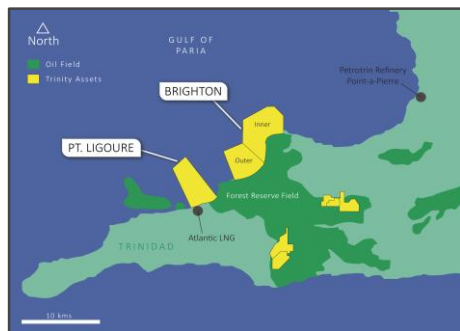 North
GULF OF
PARIA
Oil Field
Trinity Assets
Petrotrin Refinery
Point-a-Pierre
BRIGHTON
Inner
PT. LIGOURE
Outer
Forest Reserve Field
Atlantic LNG
TRINIDAD
10 kms